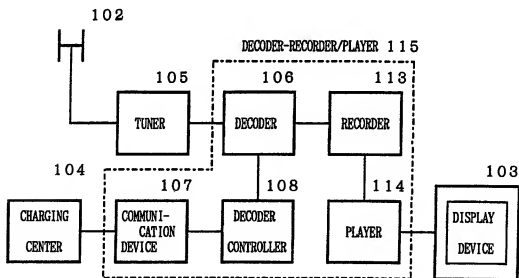 102
DECODER-RECORDER/PLAYER 115
105
106
113
TUNER
DECODER
RECORDER
104
107
108
114
103
CHARGING
CENTER
COMMUNI-
CATION
DEVICE
DECODER
CONTROLLER
PLAYER
DISPLAY
DEVICE